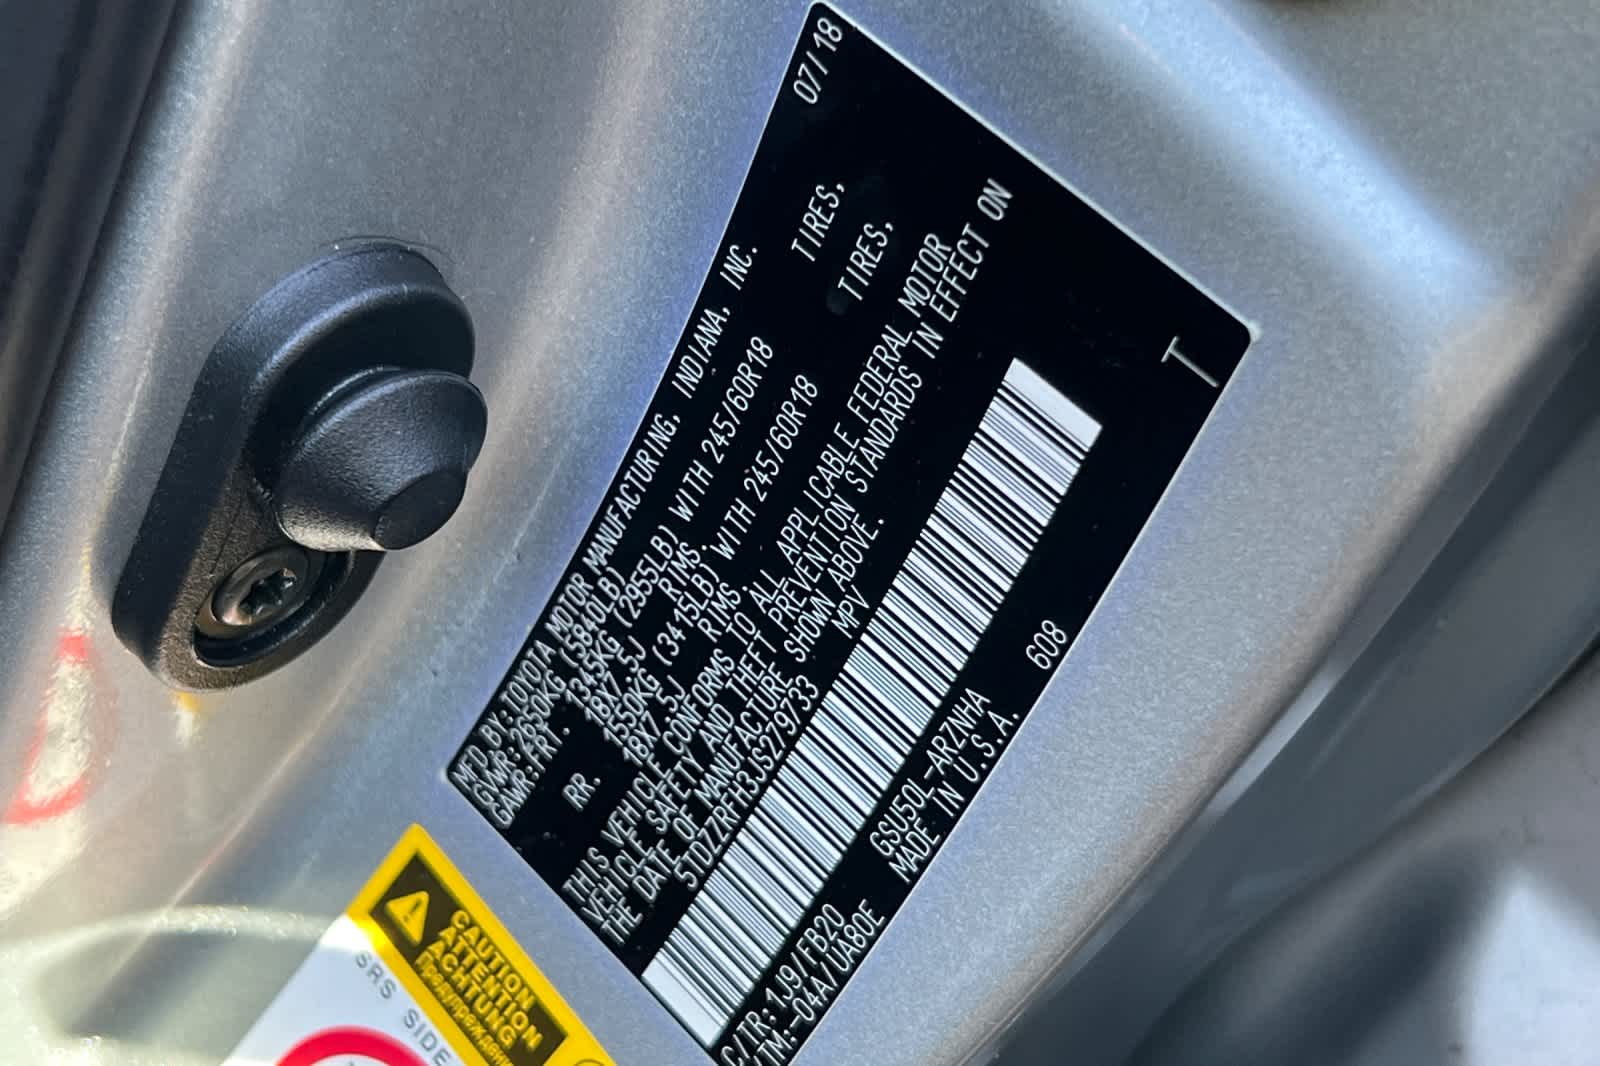 MFD. BY: TOYOTA MOTOR MANUFACTURING, INDIANA, INC. 07/18
GVWR: 2650KG (5840LB)
GAWR: FRT. 1345KG (2955LB) WITH 245/60R18 TIRES,
18X7.5J RIMS.
RR. 1550KG (3415LB) WITH 245/60R18 TIRES,
18X7.5J RIMS
THIS VEHICLE CONFORMS TO ALL APPLICABLE FEDERAL MOTOR
VEHICLE SAFETY AND THEFT PREVENTION STANDARDS IN EFFECT ON
THE DATE OF MANUFACTURE SHOWN ABOVE.
5TDZZRFH3JS279733 MPV
T
C/TR: 1J9/FB20 GSU50L-ARZNHA 608
TM:-04A/UA80E MADE IN U.S.A.
CAUTION
ATTENTION
ACHTUNG
SRS SIDE